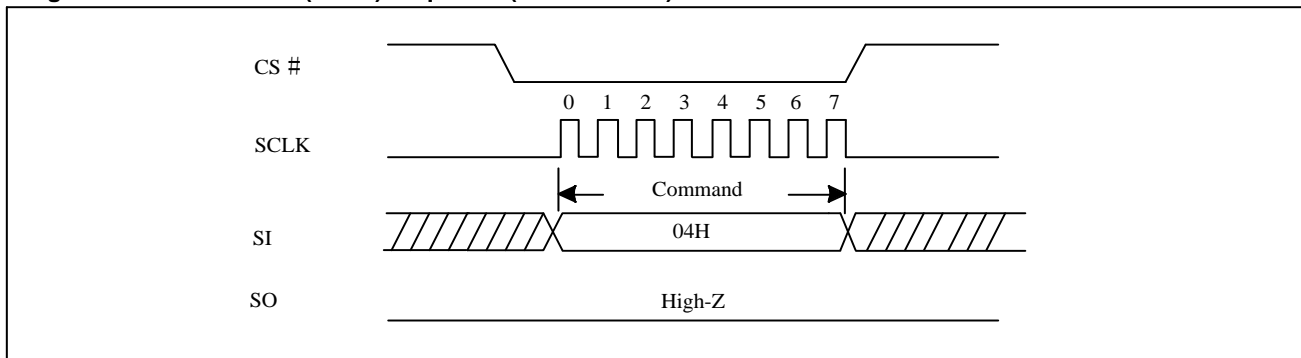 CS #
0 1 2 3 4 5 6 7
SCLK
Command
SI
04H
SO
High-Z